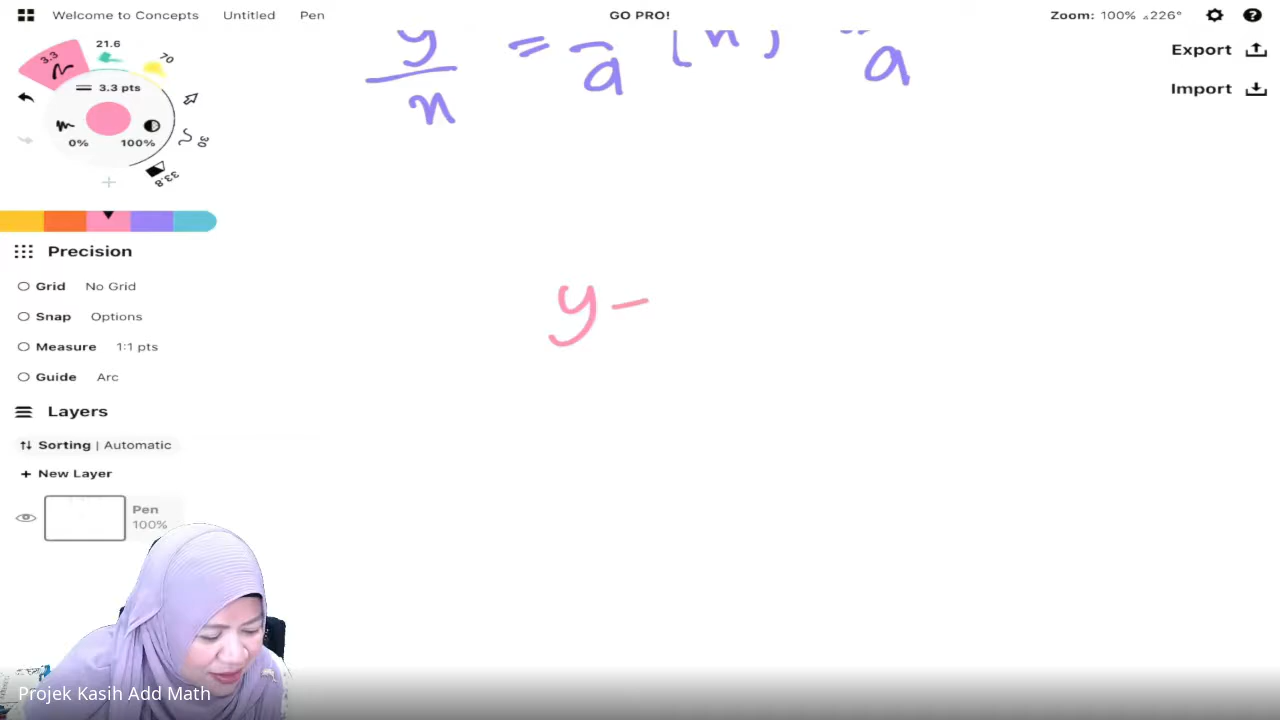 Welcome to Concepts Untitled Pen GO PRO! Zoom: 100% 226°
Export
Import
3.3
21.6
70
3.3 pts
0% 100%
30
33.8
y/x = /a (x) /a
Precision
Grid No Grid
Snap Options
Measure 1:1 pts
Guide Arc
y -
Layers
Sorting | Automatic
+ New Layer
Pen
100%
Projek Kasih Add Math